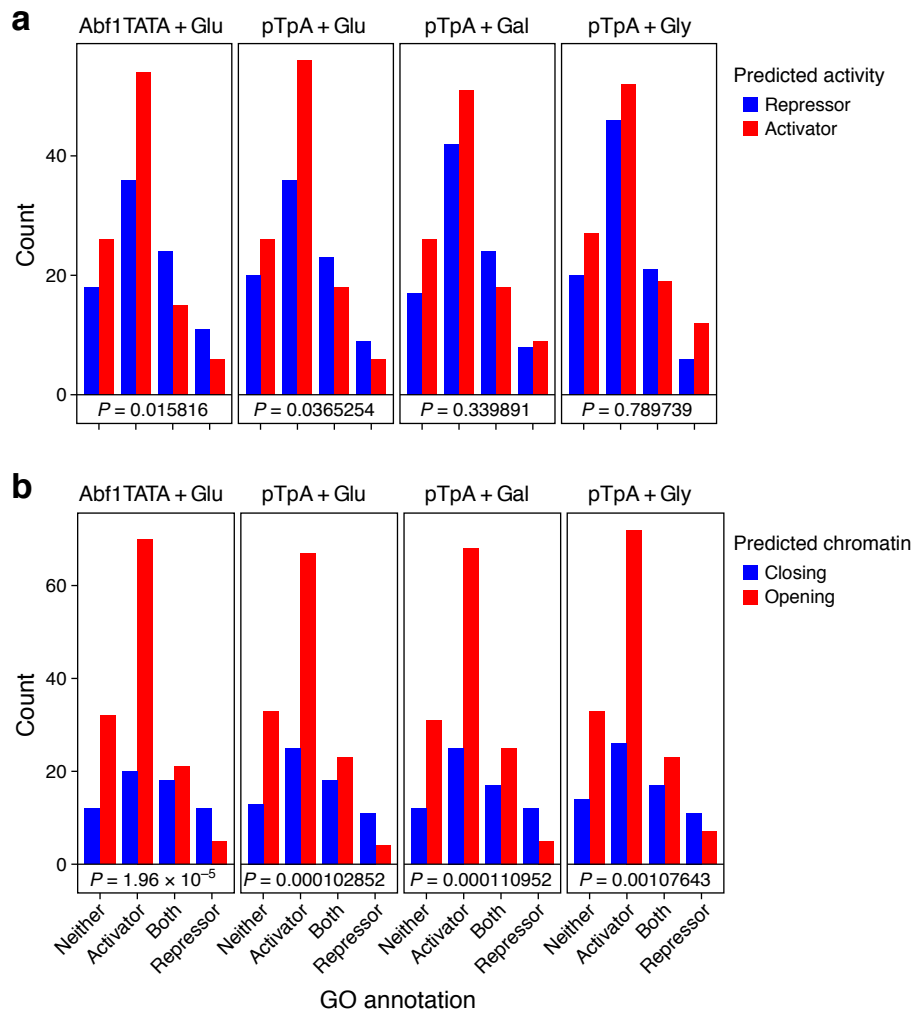 a
Abf1TATA + Glu pTpA + Glu pTpA + Gal pTpA + Gly
Predicted activity
Repressor
Activator
Count
40
20
0
P = 0.015816 P = 0.0365254 P = 0.339891 P = 0.789739
b
Abf1TATA + Glu pTpA + Glu pTpA + Gal pTpA + Gly
Predicted chromatin
Closing
Opening
Count
60
40
20
0
P = 1.96 × 10⁻⁵ P = 0.000102852 P = 0.000110952 P = 0.00107643
Neither Activator Both Repressor Neither Activator Both Repressor Neither Activator Both Repressor Neither Activator Both Repressor
GO annotation